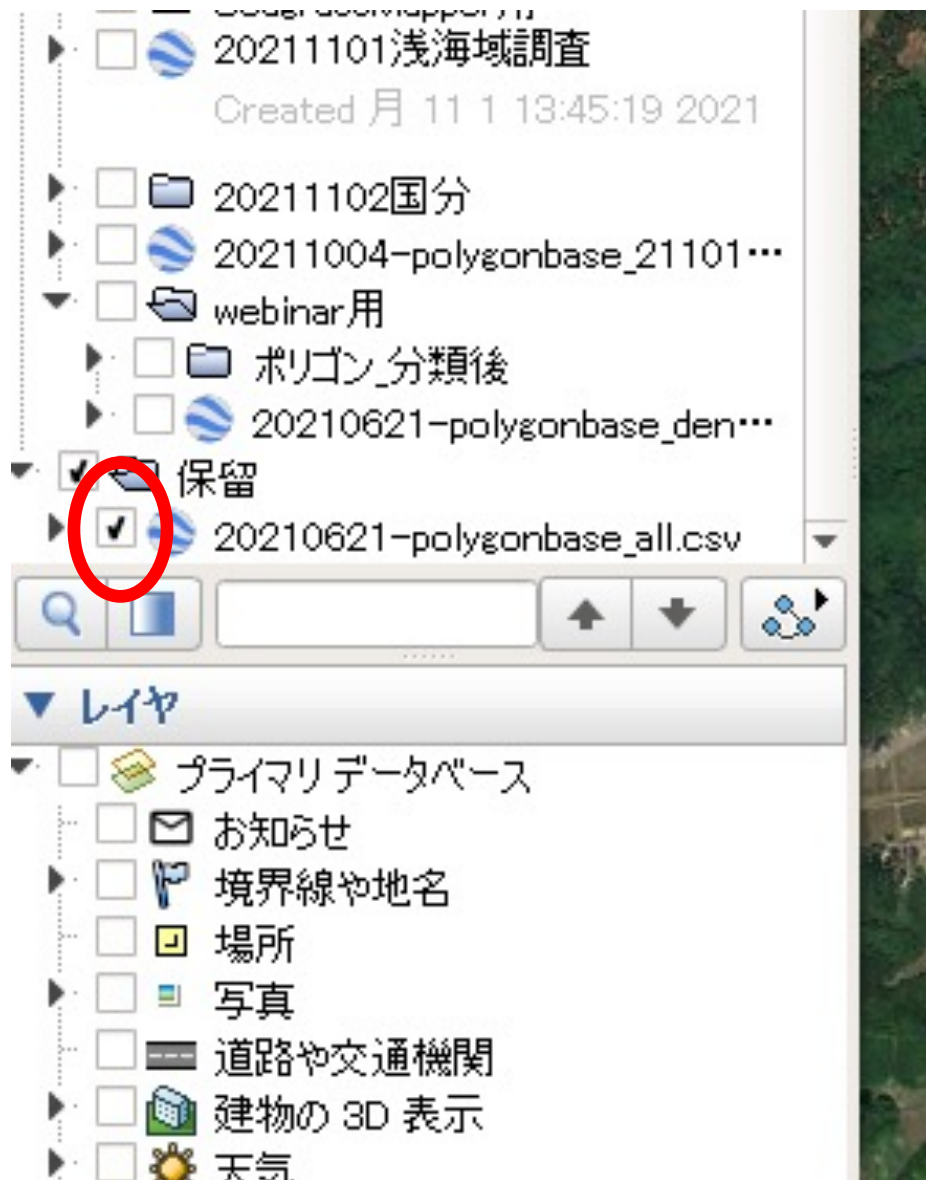 20211101浅海域調査
Created 月 11 1 13:45:19 2021
20211102国分
20211004-polygonbase_21101…
webinar用
ポリゴン_分類後
20210621-polygonbase_den…
保留
20210621-polygonbase_all.csv
レイヤ
プライマリ データベース
お知らせ
境界線や地名
場所
写真
道路や交通機関
建物の 3D 表示
天気